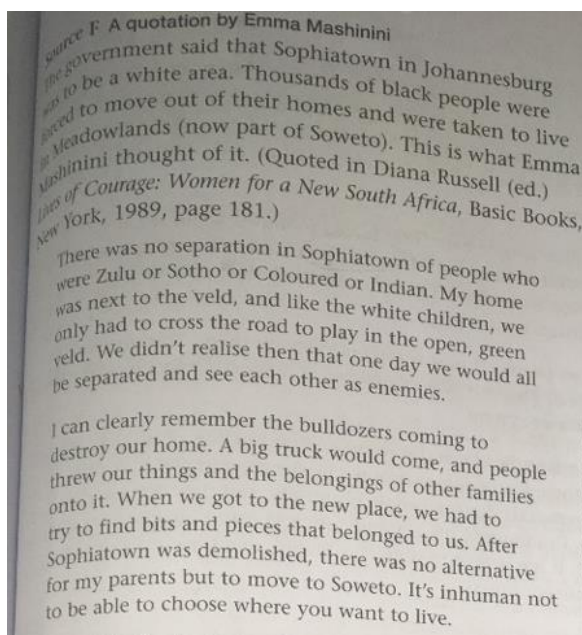 Source F A quotation by Emma Mashinini
The government said that Sophiatown in Johannesburg
was to be a white area. Thousands of black people were
forced to move out of their homes and were taken to live
in Meadowlands (now part of Soweto). This is what Emma
Mashinini thought of it. (Quoted in Diana Russell (ed.)
Lives of Courage: Women for a New South Africa, Basic Books,
New York, 1989, page 181.)
There was no separation in Sophiatown of people who
were Zulu or Sotho or Coloured or Indian. My home
was next to the veld, and like the white children, we
only had to cross the road to play in the open, green
veld. We didn't realise then that one day we would all
be separated and see each other as enemies.
I can clearly remember the bulldozers coming to
destroy our home. A big truck would come, and people
threw our things and the belongings of other families
onto it. When we got to the new place, we had to
try to find bits and pieces that belonged to us. After
Sophiatown was demolished, there was no alternative
for my parents but to move to Soweto. It's inhuman not
to be able to choose where you want to live.